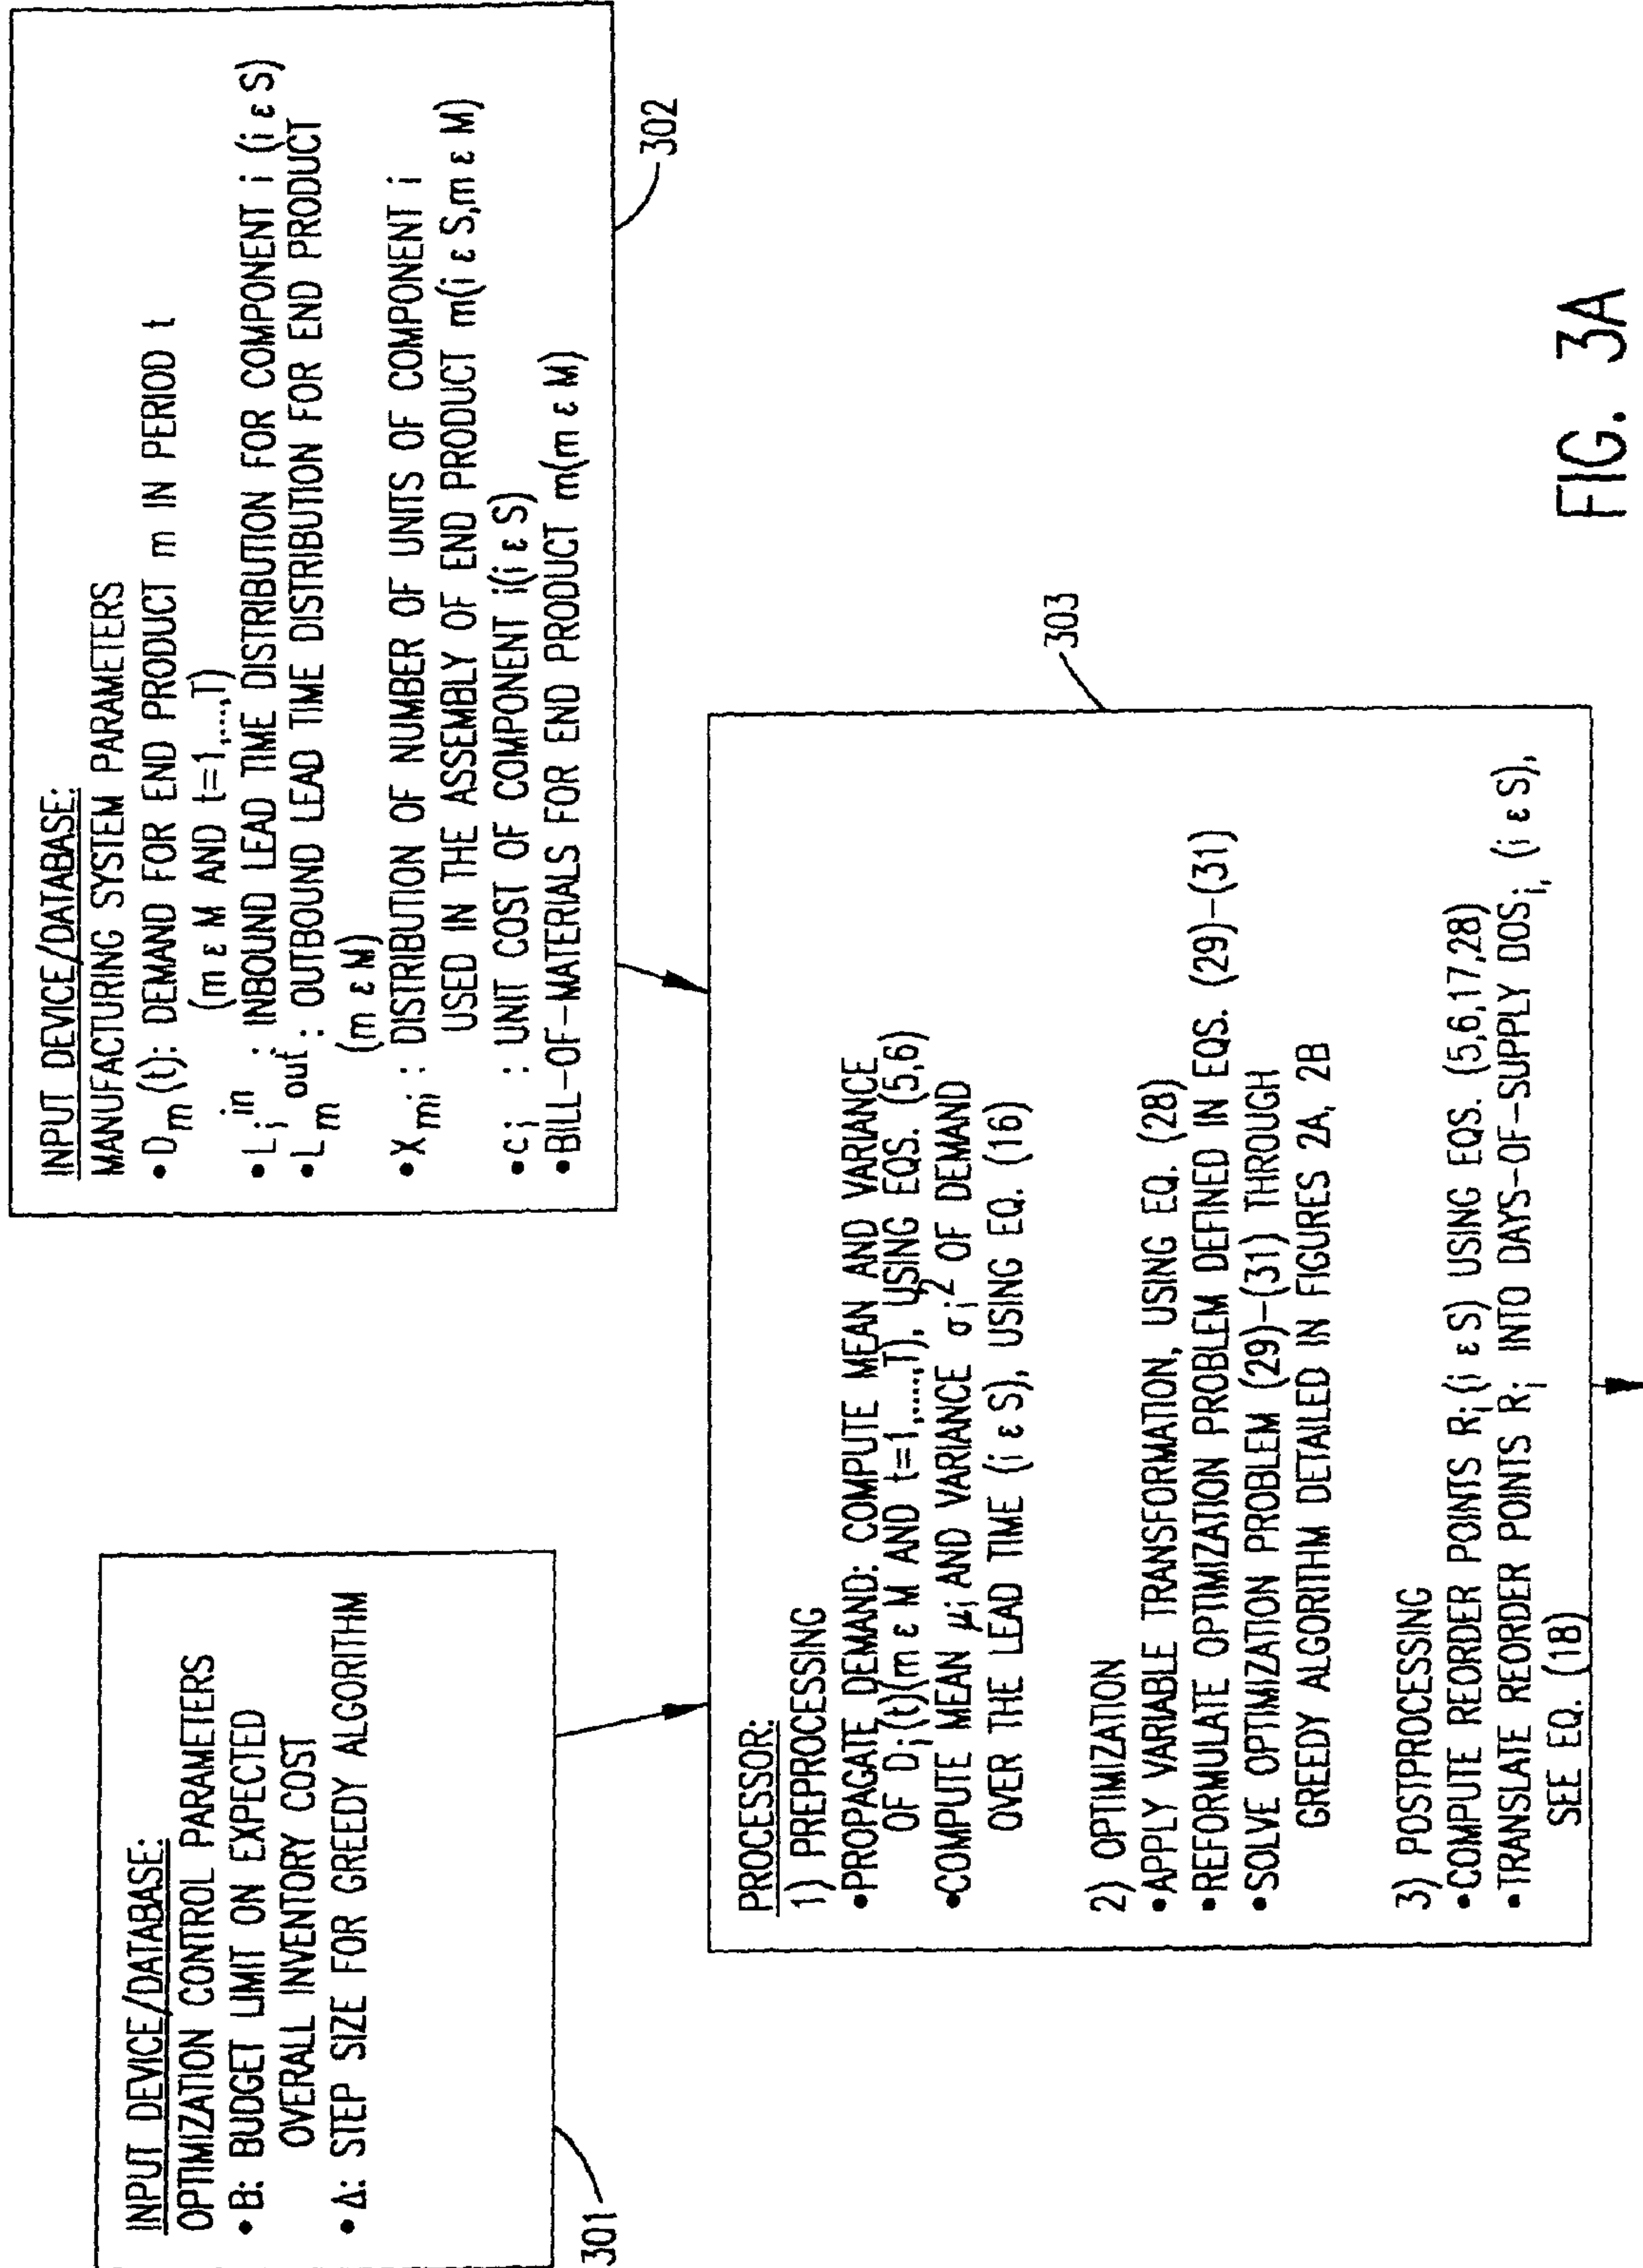 INPUT DEVICE/DATABASE:
OPTIMIZATION CONTROL PARAMETERS
• B: BUDGET LIMIT ON EXPECTED
OVERALL INVENTORY COST
• Δ: STEP SIZE FOR GREEDY ALGORITHM
301
INPUT DEVICE/DATABASE:
MANUFACTURING SYSTEM PARAMETERS
• D_m(t): DEMAND FOR END PRODUCT m IN PERIOD t
(m ε M AND t=1,...,T)
• L_i^in : INBOUND LEAD TIME DISTRIBUTION FOR COMPONENT i (i ε S)
• L_m^out : OUTBOUND LEAD TIME DISTRIBUTION FOR END PRODUCT
(m ε M)
• X_mi : DISTRIBUTION OF NUMBER OF UNITS OF COMPONENT i
USED IN THE ASSEMBLY OF END PRODUCT m(i ε S,m ε M)
• c_i : UNIT COST OF COMPONENT i(i ε S)
• BILL-OF-MATERIALS FOR END PRODUCT m(m ε M)
302
PROCESSOR:
1) PREPROCESSING
• PROPAGATE DEMAND: COMPUTE MEAN AND VARIANCE
OF D_i(t)(m ε M AND t=1,....,T), USING EQS. (5,6)
• COMPUTE MEAN μ_i AND VARIANCE σ_i^2 OF DEMAND
OVER THE LEAD TIME (i ε S), USING EQ. (16)
2) OPTIMIZATION
• APPLY VARIABLE TRANSFORMATION, USING EQ. (28)
• REFORMULATE OPTIMIZATION PROBLEM DEFINED IN EQS. (29)-(31)
• SOLVE OPTIMIZATION PROBLEM (29)-(31) THROUGH
GREEDY ALGORITHM DETAILED IN FIGURES 2A, 2B
3) POSTPROCESSING
• COMPUTE REORDER POINTS R_i(i ε S) USING EQS. (5,6,17,28)
• TRANSLATE REORDER POINTS R_i INTO DAYS-OF-SUPPLY DOS_i, (i ε S),
SEE EQ. (18)
303
FIG. 3A